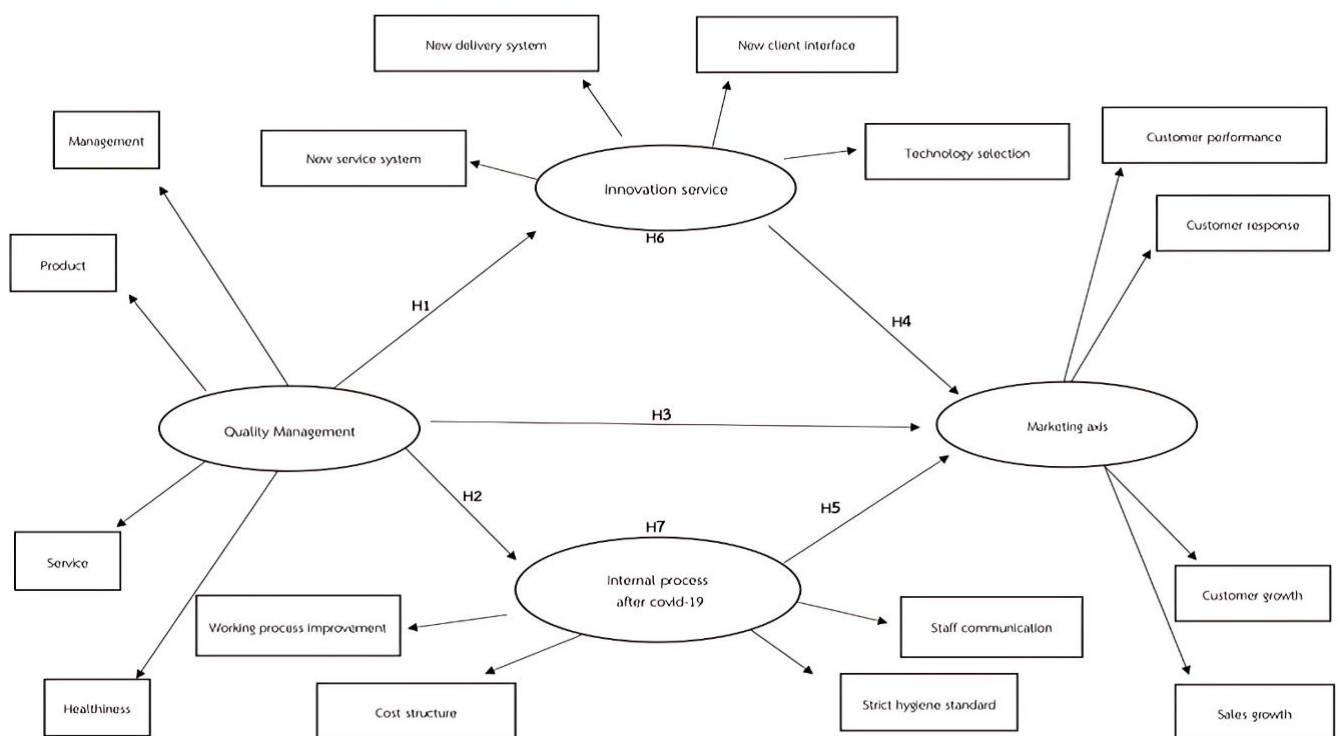 New delivery system
New client interface
Management
New service system
Technology selection
Customer performance
Innovation service
Customer response
H6
Product
H1
H4
H3
Quality Management
Marketing axis
H2
H5
H7
Service
Internal process
after covid-19
Customer growth
Working process improvement
Staff communication
Healthiness
Cost structure
Strict hygiene standard
Sales growth